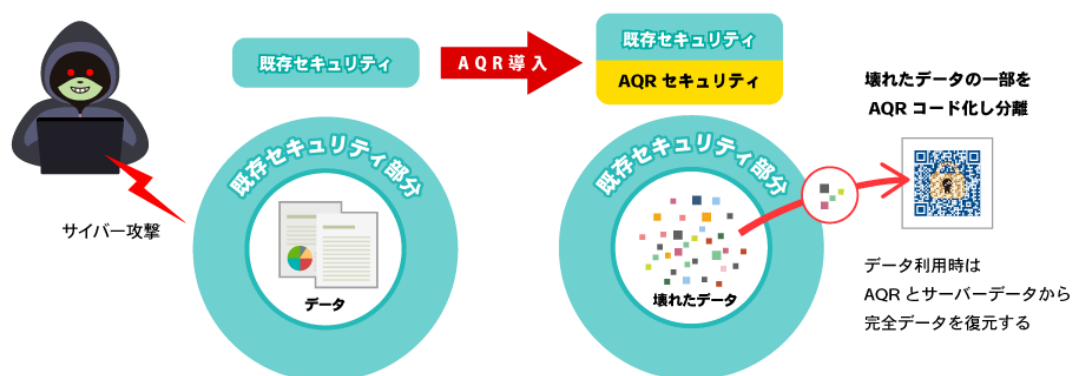 既存セキュリティ
AQR導入
既存セキュリティ
AQR セキュリティ
壊れたデータの一部を
AQR コード化し分離
サイバー攻撃
既存セキュリティ部分
データ
既存セキュリティ部分
壊れたデータ
データ利用時は
AQR とサーバーデータから
完全データを復元する